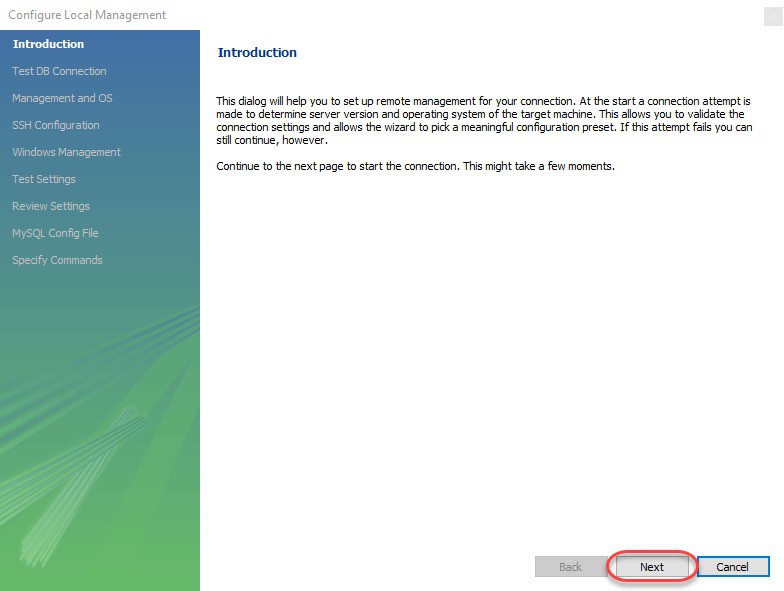 Configure Local Management
Introduction
Test DB Connection
Management and OS
SSH Configuration
Windows Management
Test Settings
Review Settings
MySQL Config File
Specify Commands
Introduction
This dialog will help you to set up remote management for your connection. At the start a connection attempt is
made to determine server version and operating system of the target machine. This allows you to validate the
connection settings and allows the wizard to pick a meaningful configuration preset. If this attempt fails you can
still continue, however.
Continue to the next page to start the connection. This might take a few moments.
Back
Next
Cancel